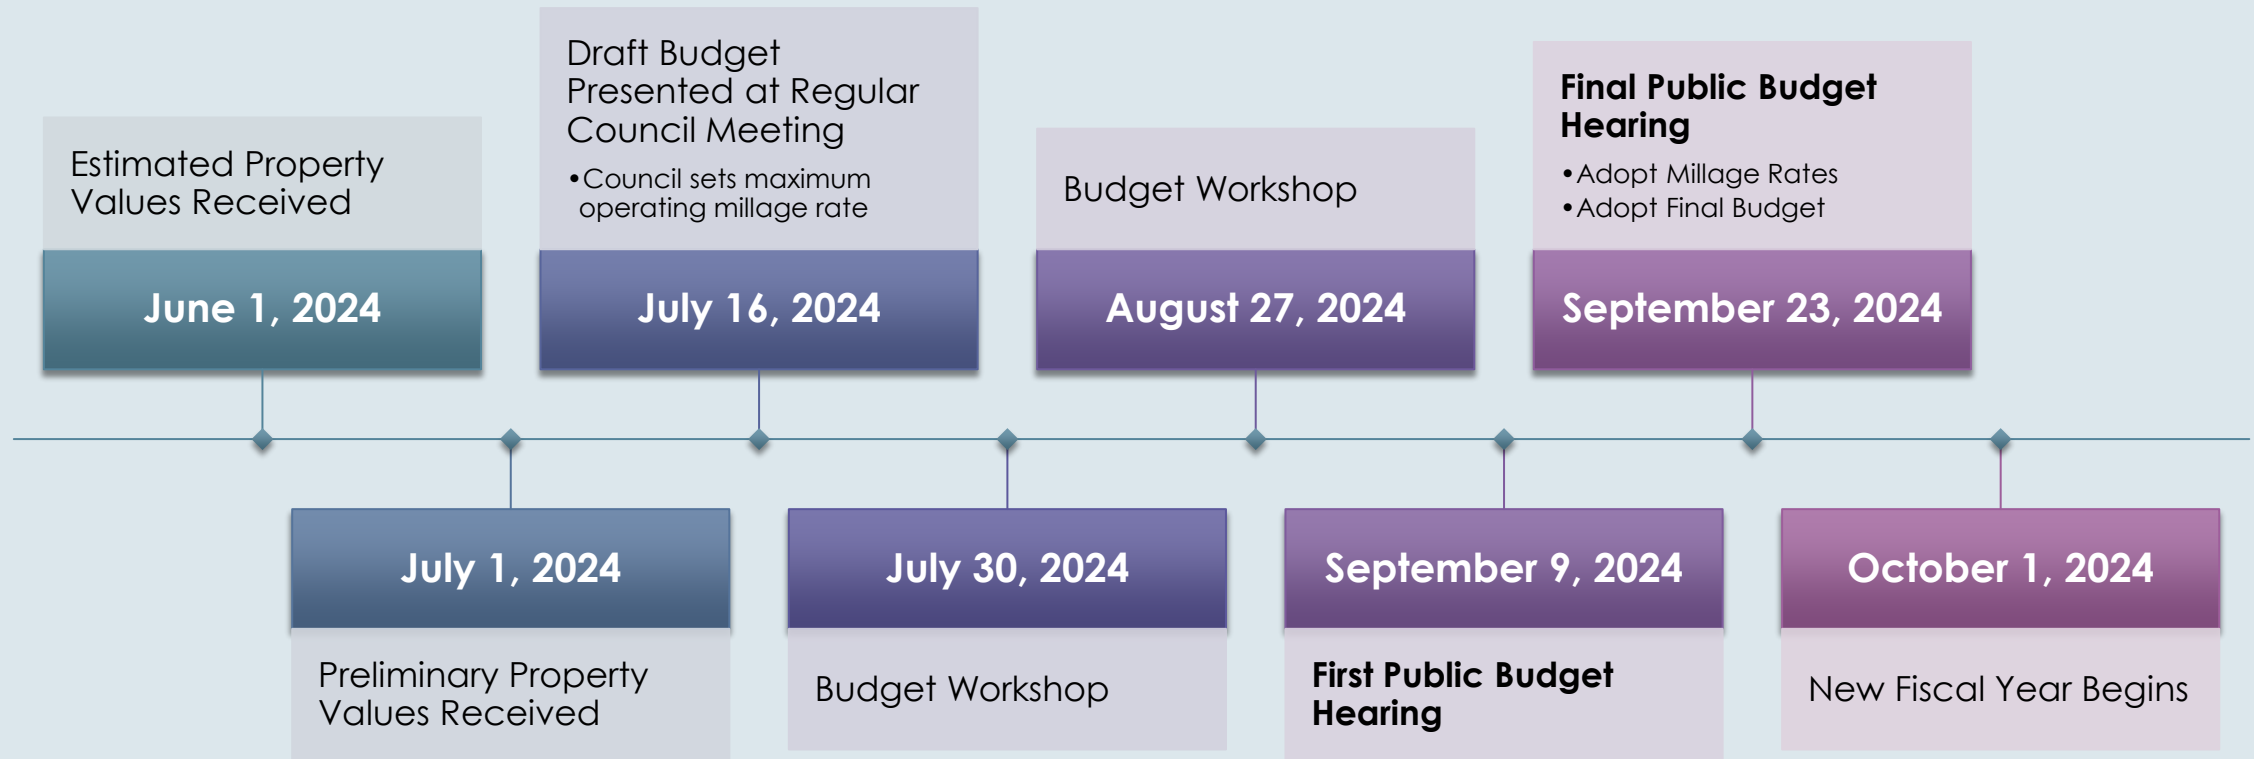 Estimated Property
Values Received
June 1, 2024
Preliminary Property
Values Received
July 1, 2024
Draft Budget
Presented at Regular
Council Meeting
•Council sets maximum
operating millage rate
July 16, 2024
July 30, 2024
Budget Workshop
Budget Workshop
August 27, 2024
September 9, 2024
First Public Budget
Hearing
Final Public Budget
Hearing
•Adopt Millage Rates
•Adopt Final Budget
September 23, 2024
October 1, 2024
New Fiscal Year Begins